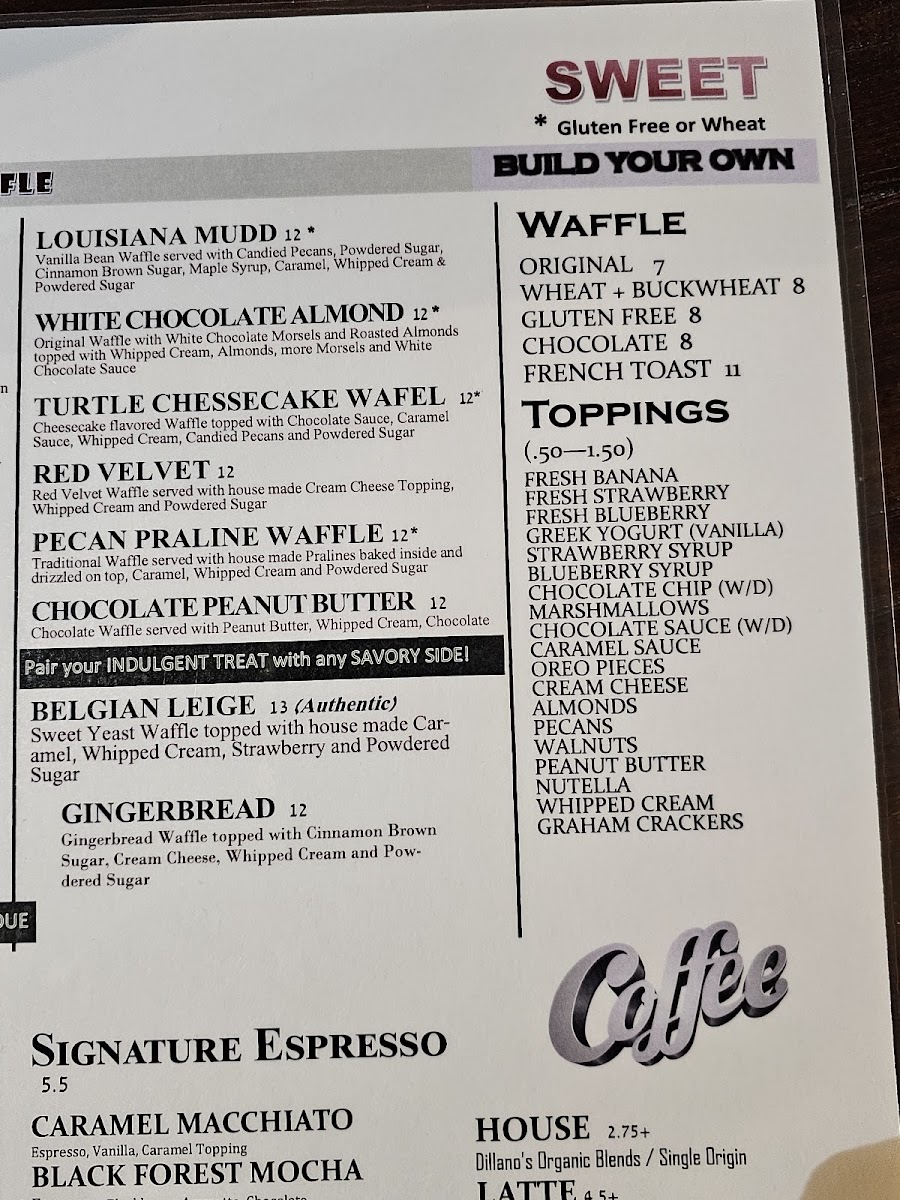 SWEET
* Gluten Free or Wheat
FLE
BUILD YOUR OWN
LOUISIANA MUDD 12 *
Vanilla Bean Waffle served with Candied Pecans, Powdered Sugar,
Cinnamon Brown Sugar, Maple Syrup, Caramel, Whipped Cream &
Powdered Sugar
WHITE CHOCOLATE ALMOND 12 *
Original Waffle with White Chocolate Morsels and Roasted Almonds
topped with Whipped Cream, Almonds, more Morsels and White
Chocolate Sauce
n
TURTLE CHESSECAKE WAFEL 12*
Cheesecake flavored Waffle topped with Chocolate Sauce, Caramel
Sauce, Whipped Cream, Candied Pecans and Powdered Sugar
RED VELVET 12
Red Velvet Waffle served with house made Cream Cheese Topping,
Whipped Cream and Powdered Sugar
PECAN PRALINE WAFFLE 12*
Traditional Waffle served with house made Pralines baked inside and
drizzled on top, Caramel, Whipped Cream and Powdered Sugar
CHOCOLATE PEANUT BUTTER 12
Chocolate Waffle served with Peanut Butter, Whipped Cream, Chocolate
Pair your INDULGENT TREAT with any SAVORY SIDE!
BELGIAN LEIGE 13 (Authentic)
Sweet Yeast Waffle topped with house made Car-
amel, Whipped Cream, Strawberry and Powdered
Sugar
GINGERBREAD 12
Gingerbread Waffle topped with Cinnamon Brown
Sugar, Cream Cheese, Whipped Cream and Pow-
dered Sugar
DUE
WAFFLE
ORIGINAL 7
WHEAT + BUCKWHEAT 8
GLUTEN FREE 8
CHOCOLATE 8
FRENCH TOAST 11
TOPPINGS
(.50—1.50)
FRESH BANANA
FRESH STRAWBERRY
FRESH BLUEBERRY
GREEK YOGURT (VANILLA)
STRAWBERRY SYRUP
BLUEBERRY SYRUP
CHOCOLATE CHIP (W/D)
MARSHMALLOWS
CHOCOLATE SAUCE (W/D)
CARAMEL SAUCE
OREO PIECES
CREAM CHEESE
ALMONDS
PECANS
WALNUTS
PEANUT BUTTER
NUTELLA
WHIPPED CREAM
GRAHAM CRACKERS
Coffee
SIGNATURE ESPRESSO
5.5
CARAMEL MACCHIATO
Espresso, Vanilla, Caramel Topping
BLACK FOREST MOCHA
HOUSE 2.75+
Dillano's Organic Blends / Single Origin
LATTE 4.5+